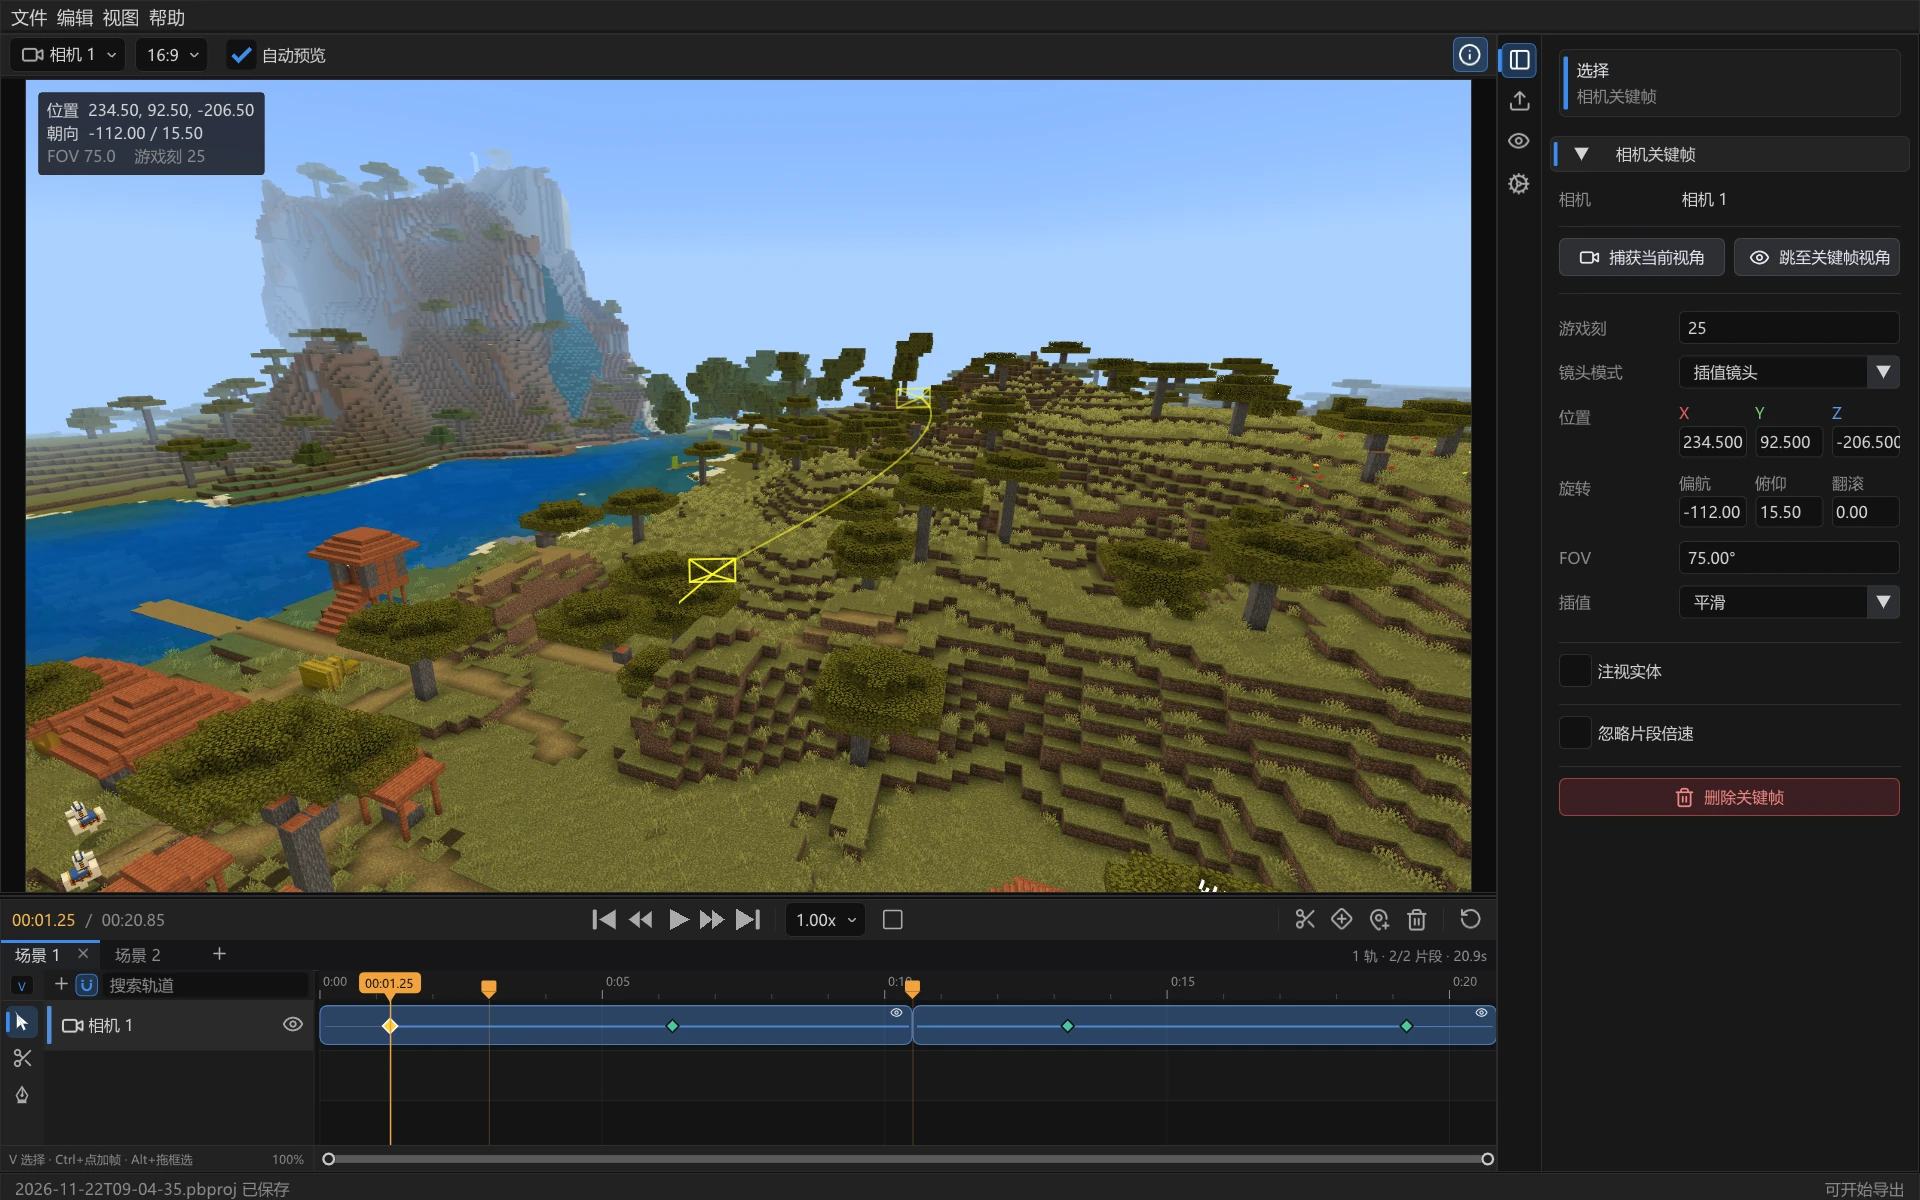 文件 编辑 视图 帮助
相机 1
16:9
自动预览
位置 234.50, 92.50, -206.50
朝向 -112.00 / 15.50
FOV 75.0 游戏刻 25
选择
相机关键帧
相机关键帧
相机 相机 1
捕获当前视角 跳至关键帧视角
游戏刻 25
镜头模式 插值镜头
位置 X Y Z
234.500 92.500 -206.500
旋转 偏航 俯仰 翻滚
-112.00 15.50 0.00
FOV 75.00°
插值 平滑
注视实体
忽略片段倍速
删除关键帧
00:01.25 / 00:20.85
1.00x
场景 1 × 场景 2 +
1 轨 · 2/2 片段 · 20.9s
V + 搜索轨道
0:00 00:01.25 0:05 0:10 0:15 0:20
相机 1
V 选择 · Ctrl+点加帧 · Alt+拖框选 100%
2026-11-22T09-04-35.pbproj 已保存
可开始导出